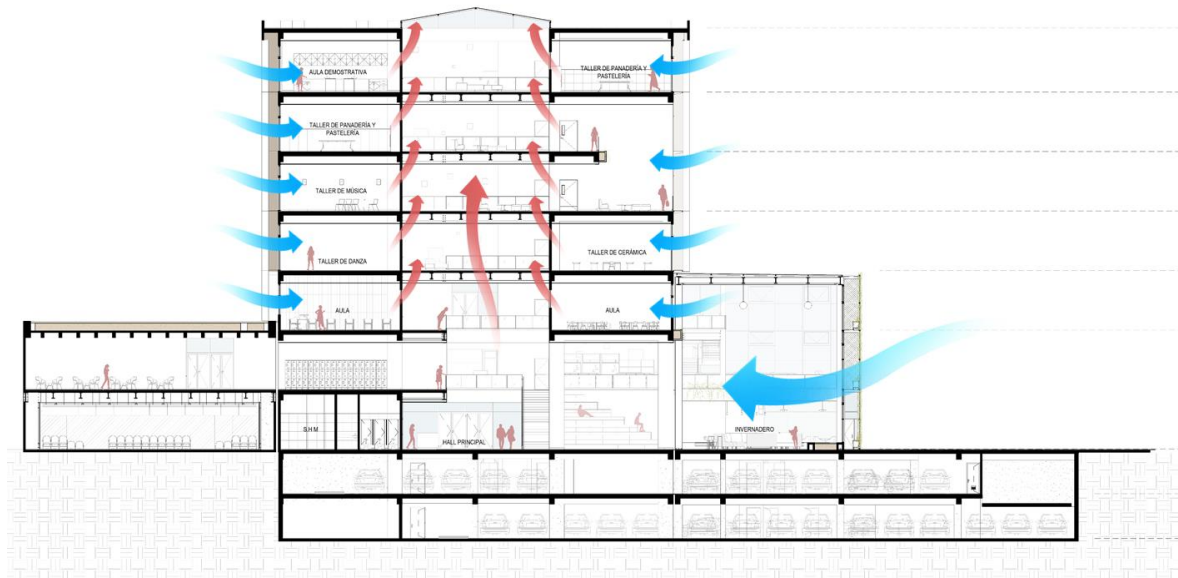 AULA DEMOSTRATIVA
TALLER DE PANADERÍA Y
PASTELERÍA
TALLER DE PANADERÍA Y
PASTELERÍA
TALLER DE MÚSICA
TALLER DE DANZA
TALLER DE CERÁMICA
AULA
AULA
S.H.M
HALL PRINCIPAL
INVERNADERO